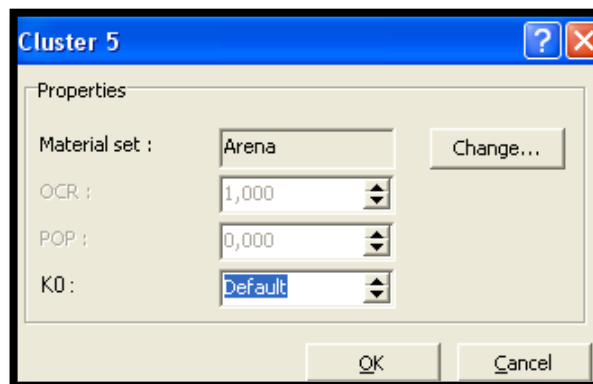 Cluster 5
Properties
Material set : Arena Change...
OCR : 1,000
POP : 0,000
K0 : Default
OK Cancel